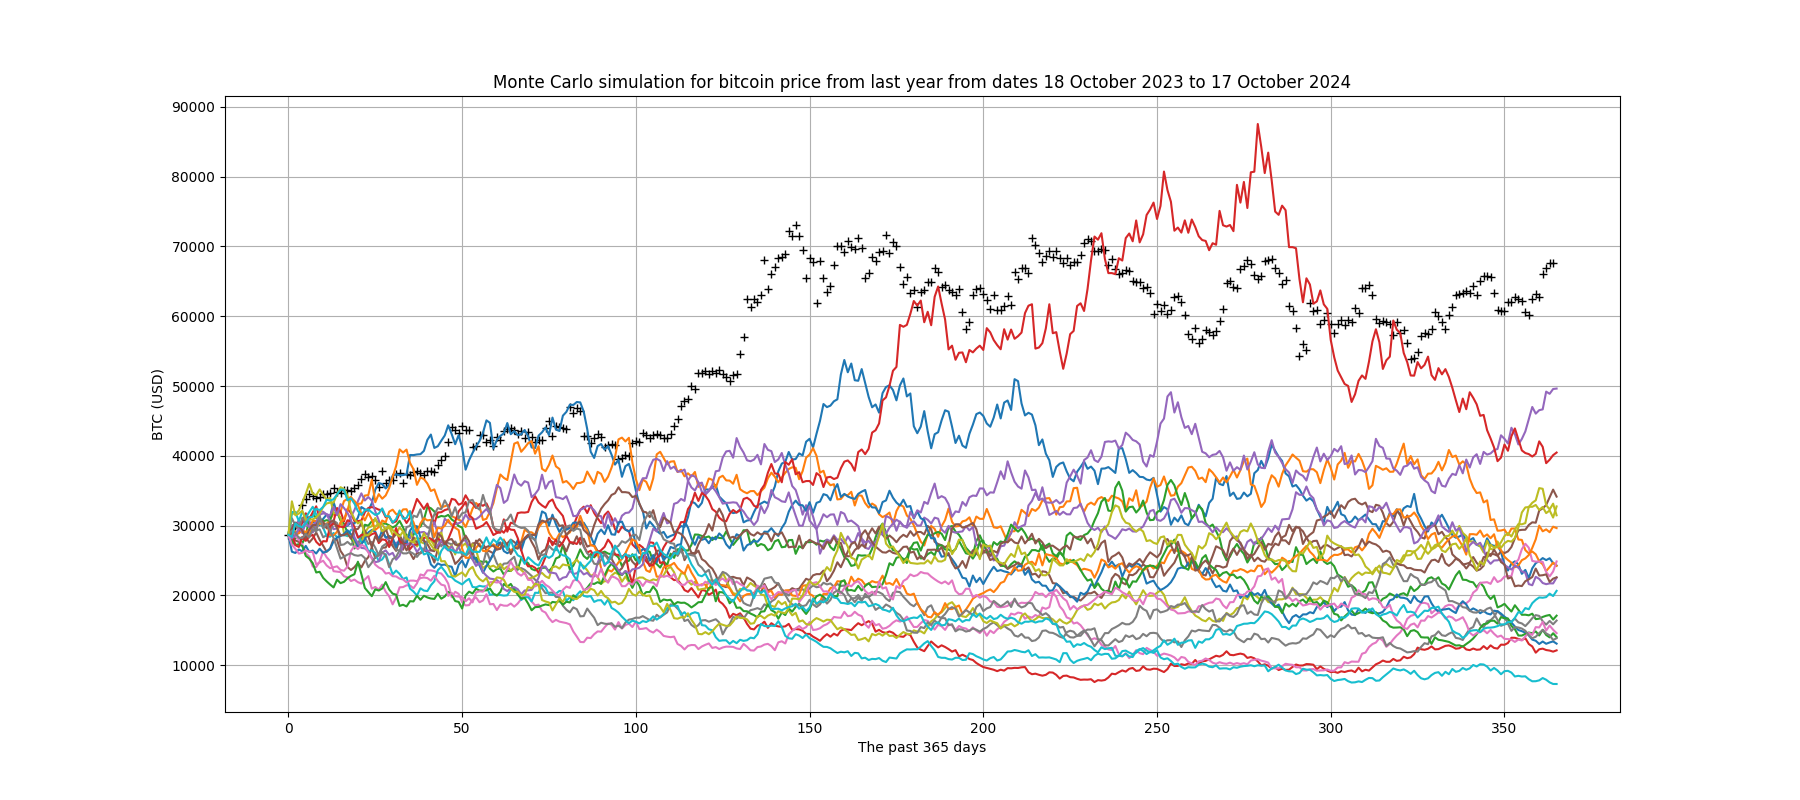 Monte Carlo simulation for bitcoin price from last year from dates 18 October 2023 to 17 October 2024
90000
80000
70000
60000
50000
40000
30000
20000
10000
BTC (USD)
0 50 100 150 200 250 300 350
The past 365 days